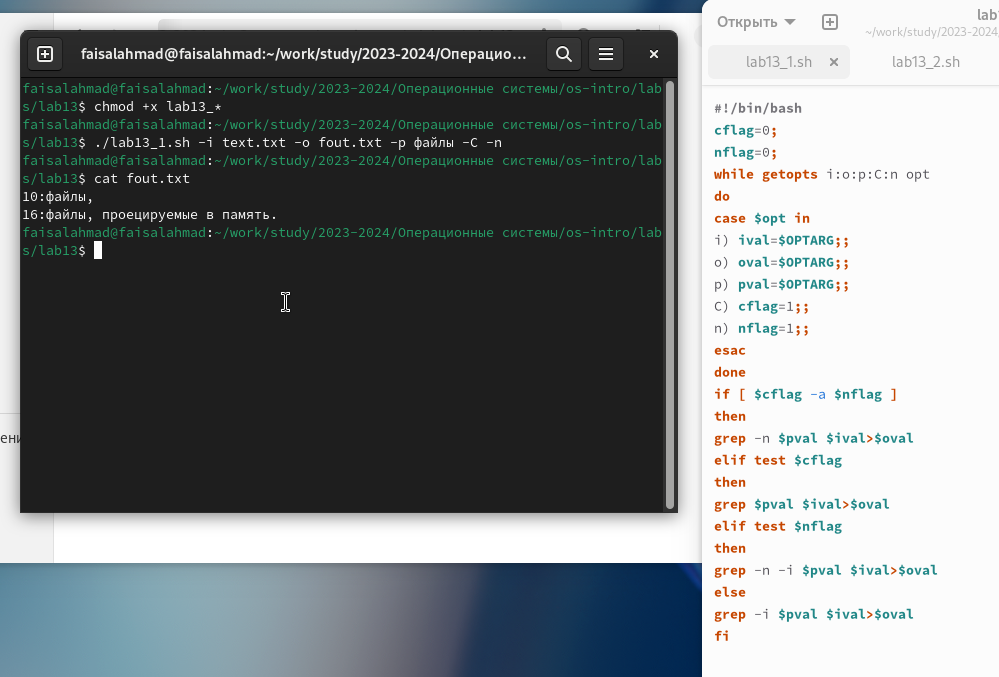 faisalahmad@faisalahmad:~/work/study/2023-2024/Операцио...
faisalahmad@faisalahmad:~/work/study/2023-2024/Операционные системы/os-intro/lab
s/lab13$ chmod +x lab13_*
faisalahmad@faisalahmad:~/work/study/2023-2024/Операционные системы/os-intro/lab
s/lab13$ ./lab13_1.sh -i text.txt -o fout.txt -p файлы -C -n
faisalahmad@faisalahmad:~/work/study/2023-2024/Операционные системы/os-intro/lab
s/lab13$ cat fout.txt
10:файлы,
16:файлы, проецируемые в память.
faisalahmad@faisalahmad:~/work/study/2023-2024/Операционные системы/os-intro/lab
s/lab13$
ени
Открыть
lab1
~/work/study/2023-2024/
lab13_1.sh
lab13_2.sh
#!/bin/bash
cflag=0;
nflag=0;
while getopts i:o:p:C:n opt
do
case $opt in
i) ival=$OPTARG;;
o) oval=$OPTARG;;
p) pval=$OPTARG;;
C) cflag=1;;
n) nflag=1;;
esac
done
if [ $cflag -a $nflag ]
then
grep -n $pval $ival>$oval
elif test $cflag
then
grep $pval $ival>$oval
elif test $nflag
then
grep -n -i $pval $ival>$oval
else
grep -i $pval $ival>$oval
fi